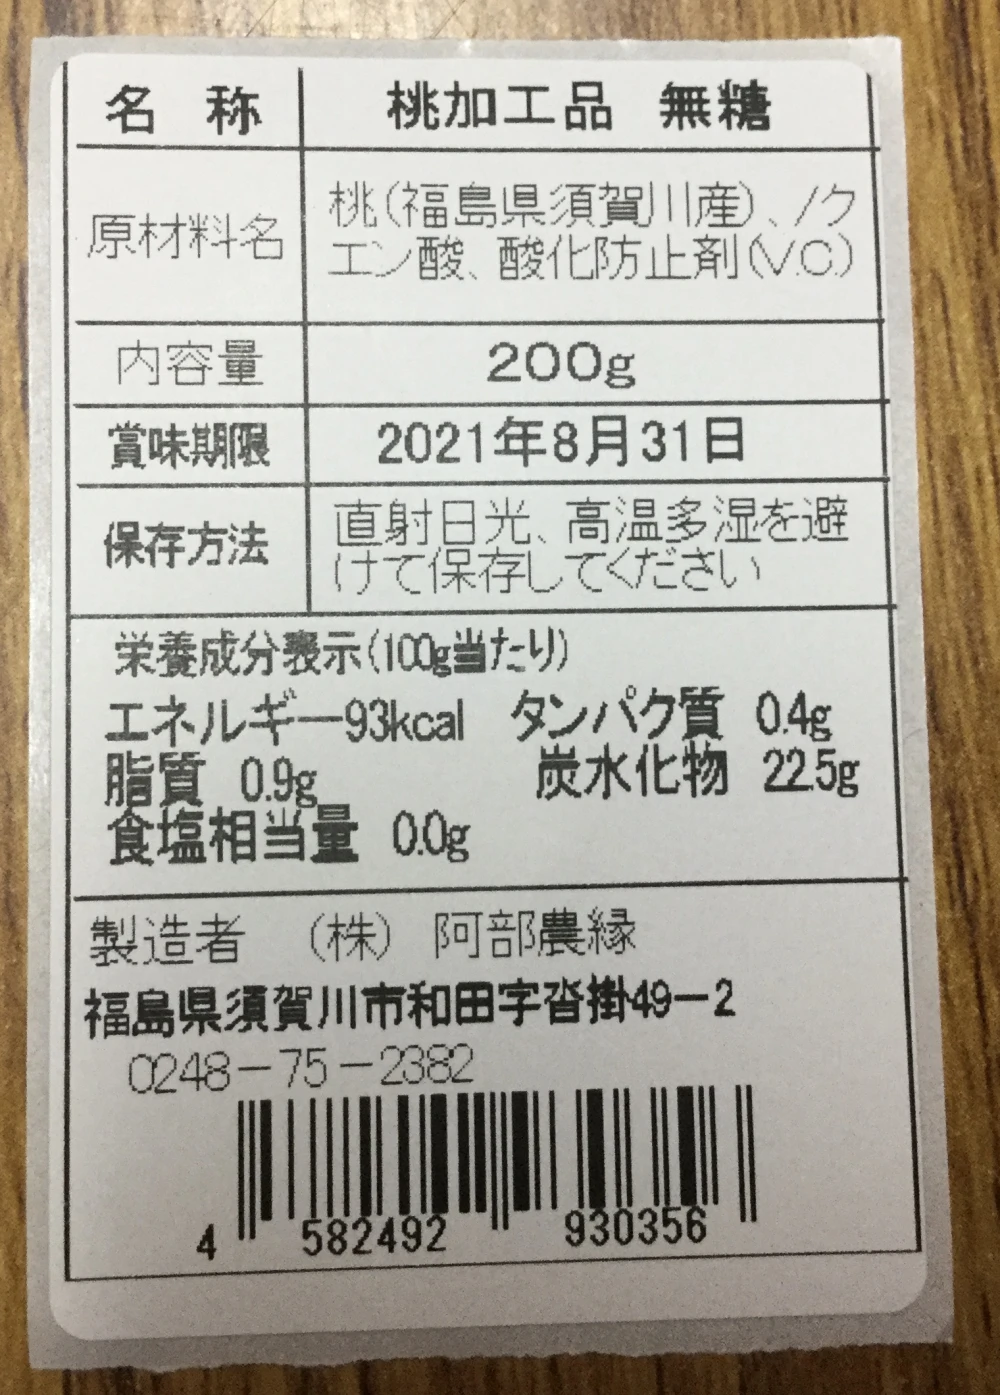 名 称 桃加工品 無糖
原材料名 桃(福島県須賀川産)、/ク
エン酸、酸化防止剤(V.C.)
内容量 200g
賞味期限 2021年8月31日
保存方法 直射日光、高温多湿を避
けて保存してください
栄養成分表示(100g当たり)
エネルギー93kcal タンパク質 0.4g
脂質 0.9g 炭水化物 22.5g
食塩相当量 0.0g
製造者 (株) 阿部農縁
福島県須賀川市和田字沓掛49-2
0248-75-2382
4 582492 930356